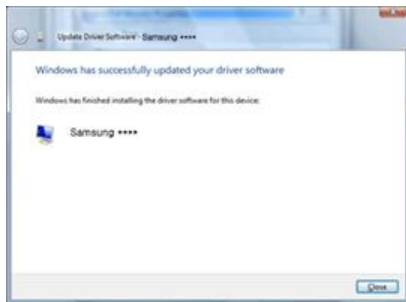 Update Driver Software - Samsung ****
Windows has successfully updated your driver software
Windows has finished installing the driver software for this device:
Samsung ****
Close